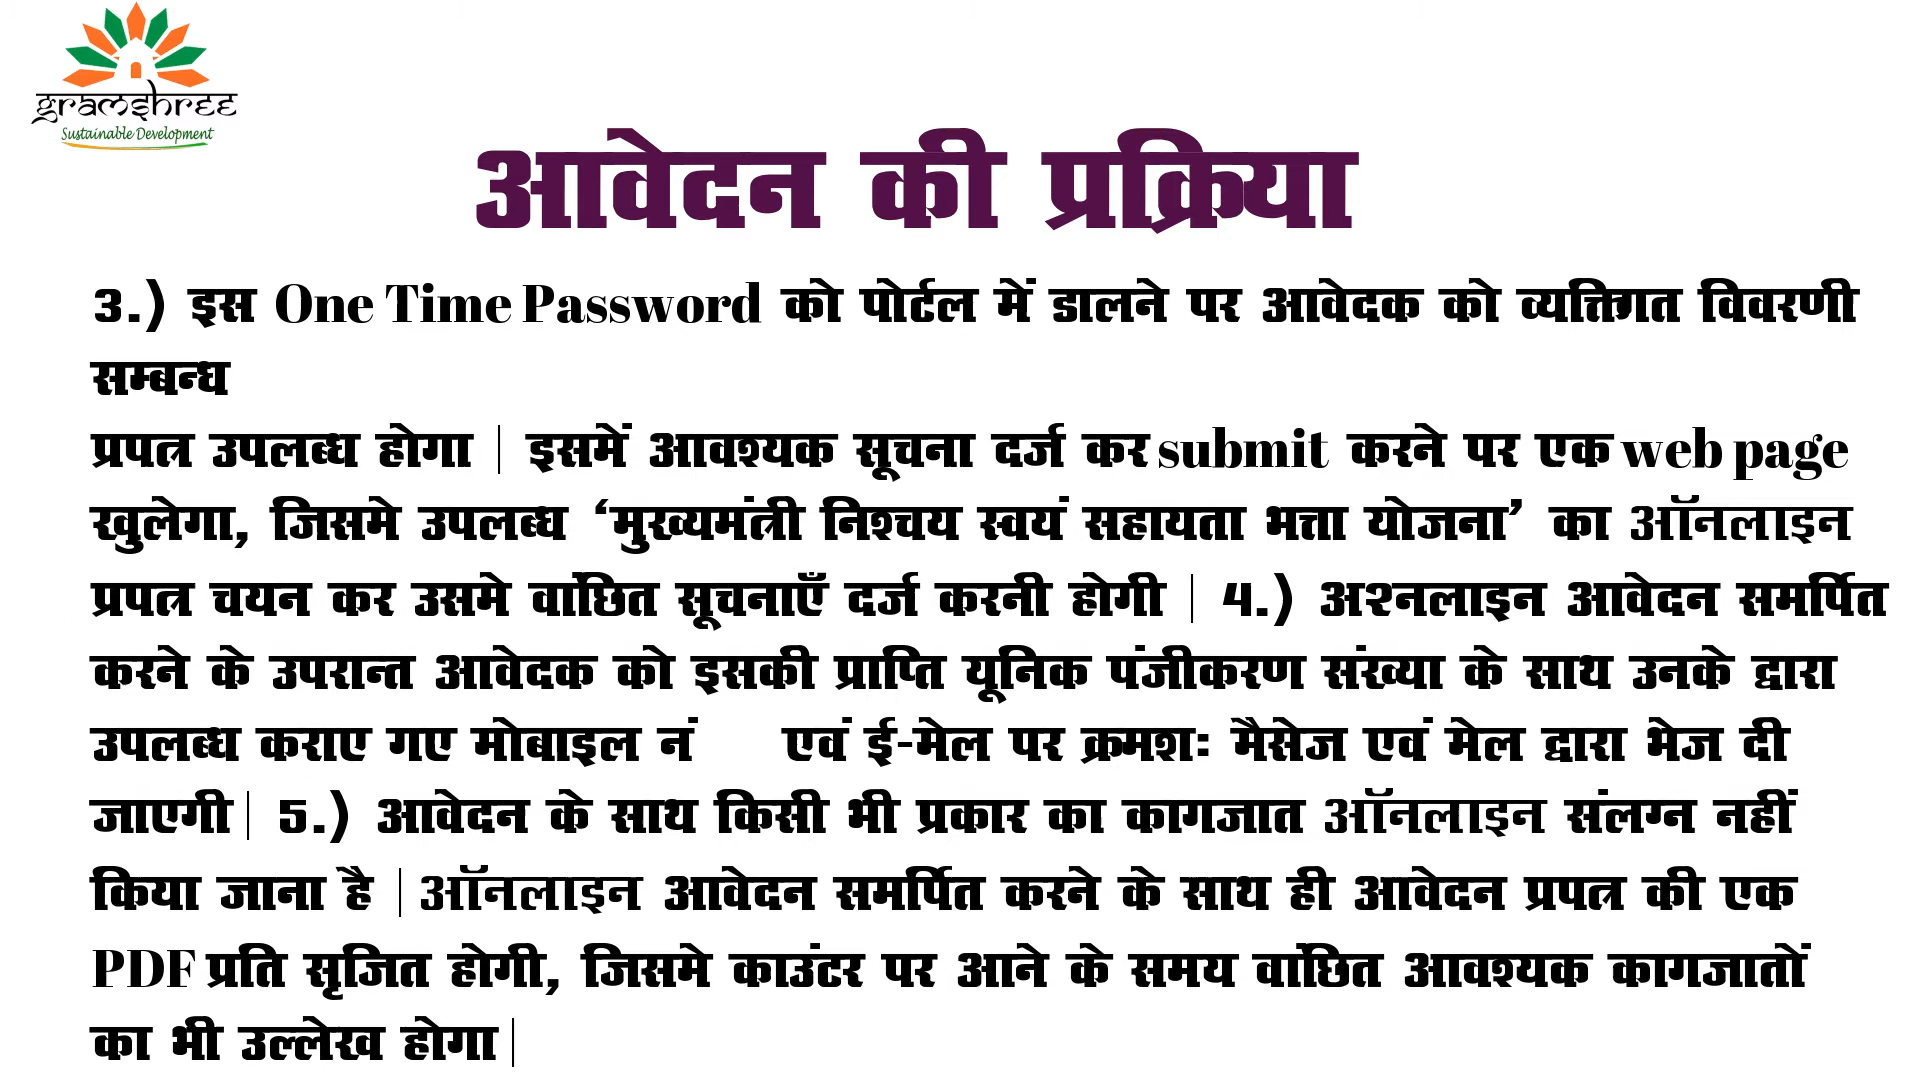 gramshree
Sustainable Development
आवेदन की प्रक्रिया
3.) इस One Time Password को पोर्टल में डालने पर आवेदक को व्यक्तिगत विवरणी
सम्बन्ध
प्रपत्र उपलब्ध होगा | इसमें आवश्यक सूचना दर्ज कर submit करने पर एक web page
खुलेगा, जिसमे उपलब्ध ‘मुख्यमंत्री निश्चय स्वयं सहायता भत्ता योजना’ का ऑनलाइन
प्रपत्र चयन कर उसमे वांछित सूचनाएँ दर्ज करनी होगी | 4.) अश्नलाइन आवेदन समर्पित
करने के उपरान्त आवेदक को इसकी प्राप्ति यूनिक पंजीकरण संख्या के साथ उनके द्वारा
उपलब्ध कराए गए मोबाइल नं एवं ई-मेल पर क्रमशः मैसेज एवं मेल द्वारा भेज दी
जाएगी| 5.) आवेदन के साथ किसी भी प्रकार का कागजात ऑनलाइन संलग्न नहीं
किया जाना है |ऑनलाइन आवेदन समर्पित करने के साथ ही आवेदन प्रपत्र की एक
PDF प्रति सृजित होगी, जिसमे काउंटर पर आने के समय वांछित आवश्यक कागजातों
का भी उल्लेख होगा|